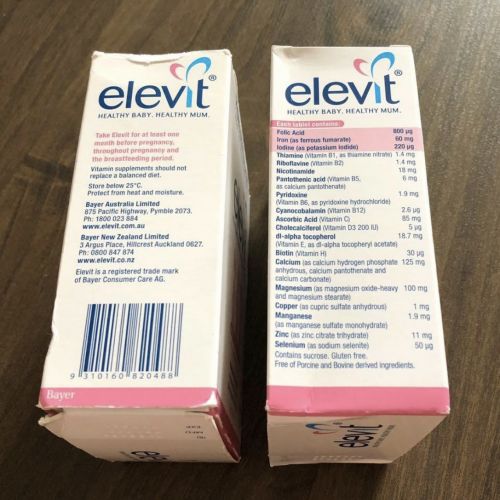 elevit®
HEALTHY BABY. HEALTHY MUM.
Take Elevit for at least one
month before pregnancy,
throughout pregnancy and
the breastfeeding period.
Vitamin supplements should not
replace a balanced diet.
Store below 25°C.
Protect from heat and moisture.
Bayer Australia Limited
875 Pacific Highway, Pymble 2073.
Ph: 1800 023 884
www.elevit.com.au
Bayer New Zealand Limited
3 Argus Place, Hillcrest Auckland 0627.
Ph: 0800 847 874
www.elevit.co.nz
Elevit is a registered trade mark
of Bayer Consumer Care AG.
9 310160 820488
Bayer
elevit®
HEALTHY BABY. HEALTHY MUM.
Each tablet contains:
Folic Acid 800 µg
Iron (as ferrous fumarate) 60 mg
Iodine (as potassium iodide) 220 µg
Thiamine (Vitamin B1, as thiamine nitrate) 1.4 mg
Riboflavine (Vitamin B2) 1.4 mg
Nicotinamide 18 mg
Pantothenic acid (Vitamin B5, 6 mg
as calcium pantothenate)
Pyridoxine 1.9 mg
(Vitamin B6, as pyridoxine hydrochloride)
Cyanocobalamin (Vitamin B12) 2.6 µg
Ascorbic Acid (Vitamin C) 85 mg
Cholecalciferol (Vitamin D3 200 IU) 5 µg
dl-alpha tocopherol 18.7 mg
(Vitamin E, as dl-alpha tocopheryl acetate)
Biotin (Vitamin H) 30 µg
Calcium (as calcium hydrogen phosphate 125 mg
anhydrous, calcium pantothenate and
calcium carbonate)
Magnesium (as magnesium oxide-heavy 100 mg
and magnesium stearate)
Copper (as cupric sulfate anhydrous) 1 mg
Manganese 1.9 mg
(as manganese sulfate monohydrate)
Zinc (as zinc citrate trihydrate) 11 mg
Selenium (as sodium selenite) 50 µg
Contains sucrose. Gluten free.
Free of Porcine and Bovine derived ingredients.
elevit